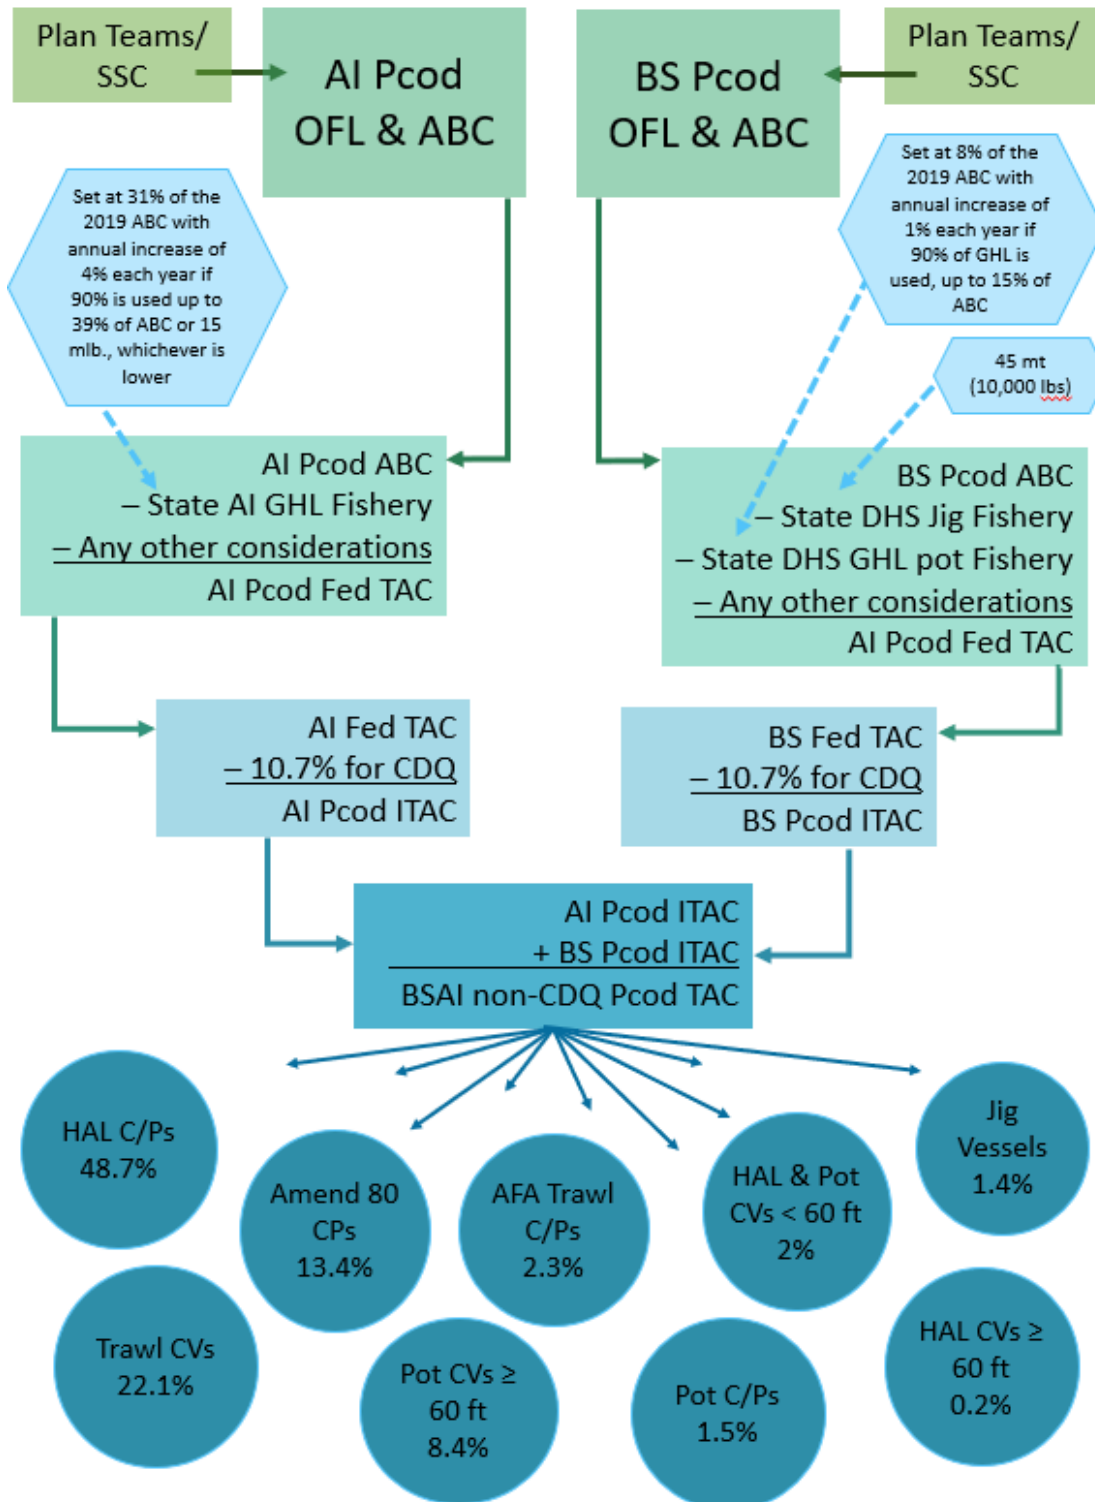 Plan Teams/
SSC
AI Pcod
OFL & ABC
BS Pcod
OFL & ABC
Plan Teams/
SSC
Set at 31% of the
2019 ABC with
annual increase of
4% each year if
90% is used up to
39% of ABC or 15
mlb., whichever is
lower
Set at 8% of the
2019 ABC with
annual increase of
1% each year if
90% of GHL is
used, up to 15% of
ABC
45 mt
(10,000 lbs)
AI Pcod ABC
– State AI GHL Fishery
– Any other considerations
AI Pcod Fed TAC
BS Pcod ABC
– State DHS Jig Fishery
– State DHS GHL pot Fishery
– Any other considerations
AI Pcod Fed TAC
AI Fed TAC
– 10.7% for CDQ
AI Pcod ITAC
BS Fed TAC
– 10.7% for CDQ
BS Pcod ITAC
AI Pcod ITAC
+ BS Pcod ITAC
BSAI non-CDQ Pcod TAC
HAL C/Ps
48.7%
Amend 80
CPs
13.4%
AFA Trawl
C/Ps
2.3%
HAL & Pot
CVs < 60 ft
2%
Jig
Vessels
1.4%
Trawl CVs
22.1%
Pot CVs ≥
60 ft
8.4%
Pot C/Ps
1.5%
HAL CVs ≥
60 ft
0.2%